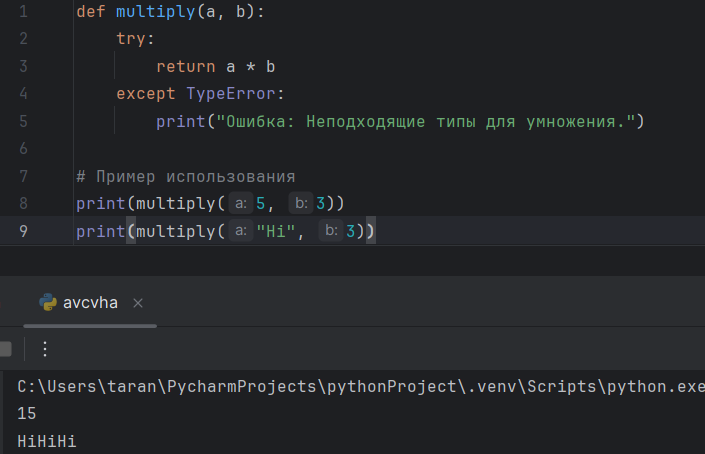 1 def multiply(a, b):
2 try:
3 return a * b
4 except TypeError:
5 print("Ошибка: Неподходящие типы для умножения.")
6
7 # Пример использования
8 print(multiply( a: 5, b: 3))
9 print(multiply( a: "Hi", b: 3))
avcvha ×
C:\Users\taran\PycharmProjects\pythonProject\.venv\Scripts\python.exe
15
HiHiHi